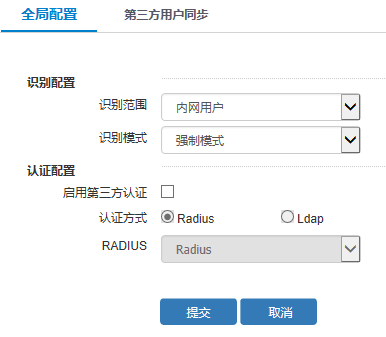 全局配置 第三方用户同步
识别配置
识别范围 内网用户
识别模式 强制模式
认证配置
启用第三方认证
认证方式 Radius Ldap
RADIUS Radius
提交 取消